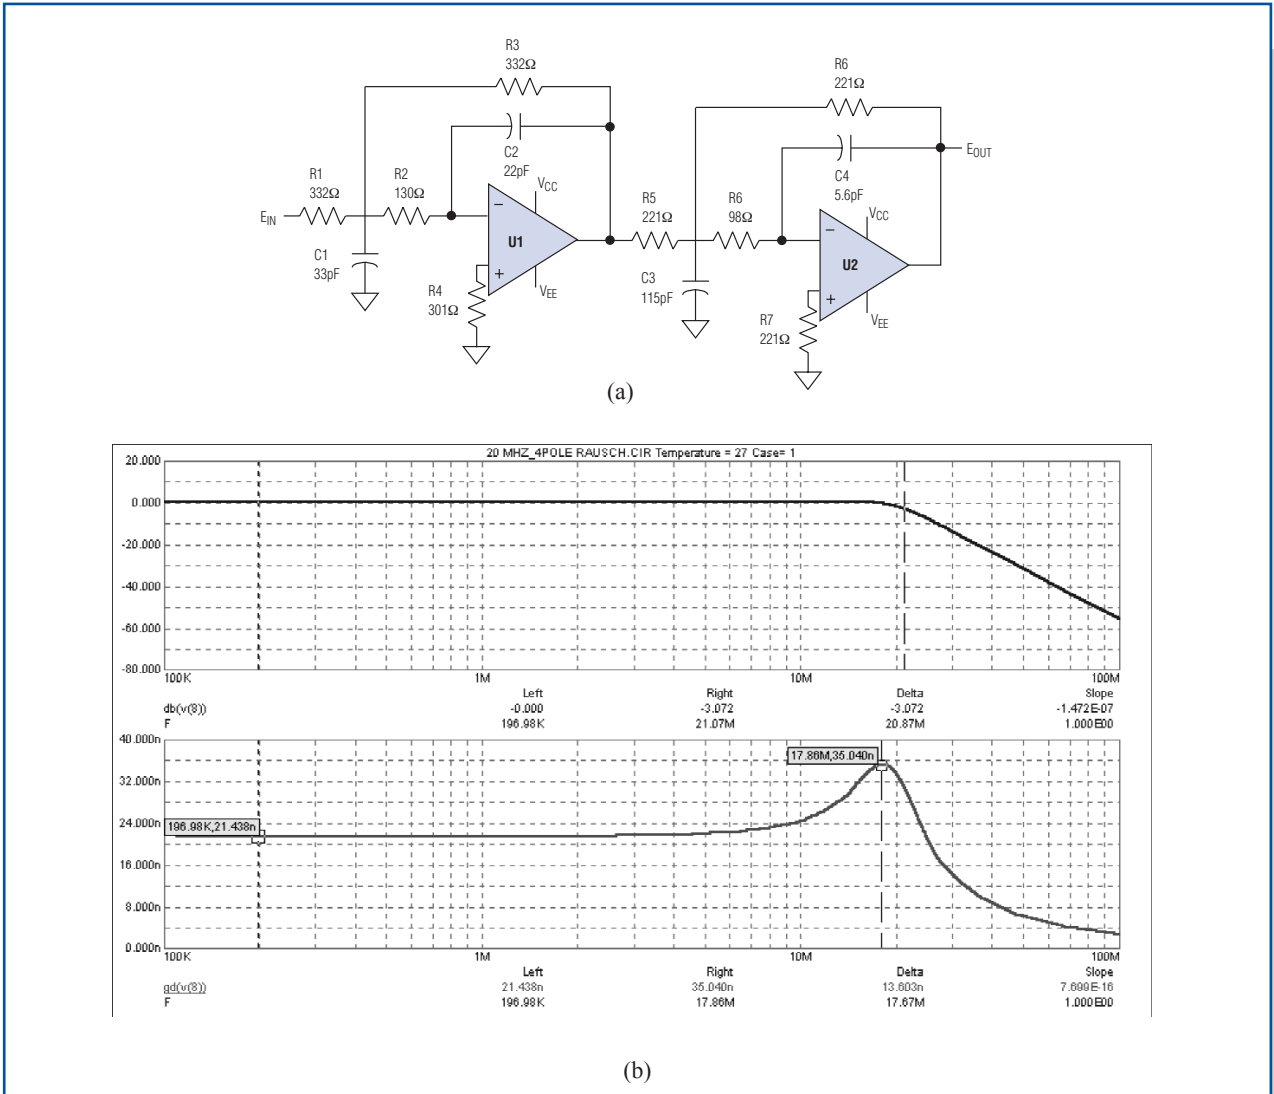 R3
332Ω
R6
221Ω
C2
22pF
C4
5.6pF
EOUT
R1
332Ω
R2
130Ω
VCC
R5
221Ω
R6
98Ω
VCC
EIN
−
U1
+
−
U2
+
C1
33pF
R4
301Ω
VEE
C3
115pF
R7
221Ω
VEE
(a)
20 MHZ_4POLE RAUSCH.CIR Temperature = 27 Case= 1
20.000
0.000
-20.000
-40.000
-60.000
-80.000
100K 1M 10M 100M
Left Right Delta Slope
db(v(8)) -0.000 -3.072 -3.072 -1.472E-07
F 196.98K 21.07M 20.87M 1.000E00
40.000n
17.86M,35.040n
32.000n
24.000n
196.98K,21.438n
16.000n
8.000n
0.000n
100K 1M 10M 100M
Left Right Delta Slope
gd(v(8)) 21.438n 35.040n 13.603n 7.699E-16
F 196.98K 17.86M 17.67M 1.000E00
(b)